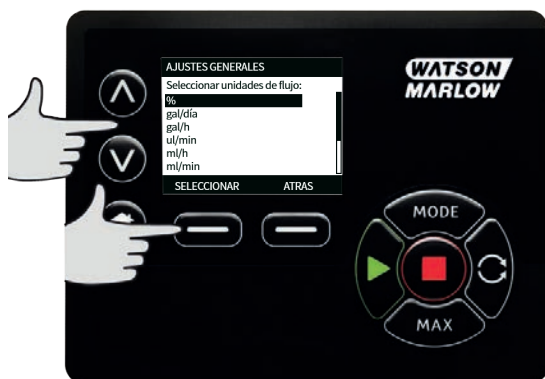 AJUSTES GENERALES
Seleccionar unidades de flujo:
%
gal/día
gal/h
ul/min
ml/h
ml/min
SELECCIONAR ATRAS
WATSON
MARLOW
MODE
MAX